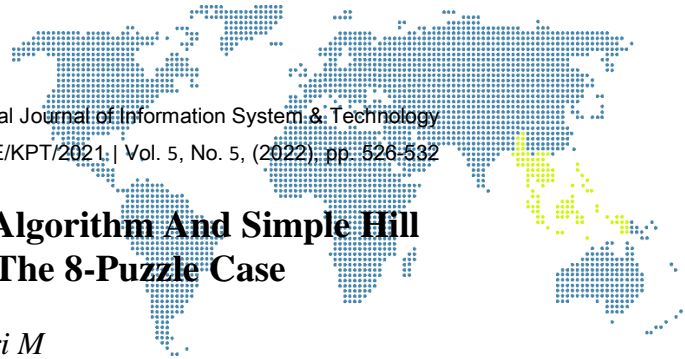 al Journal of Information System & Technology
E/KPT/2021 | Vol. 5, No. 5, (2022), pp. 526-532
Algorithm And Simple Hill
The 8-Puzzle Case
ri M